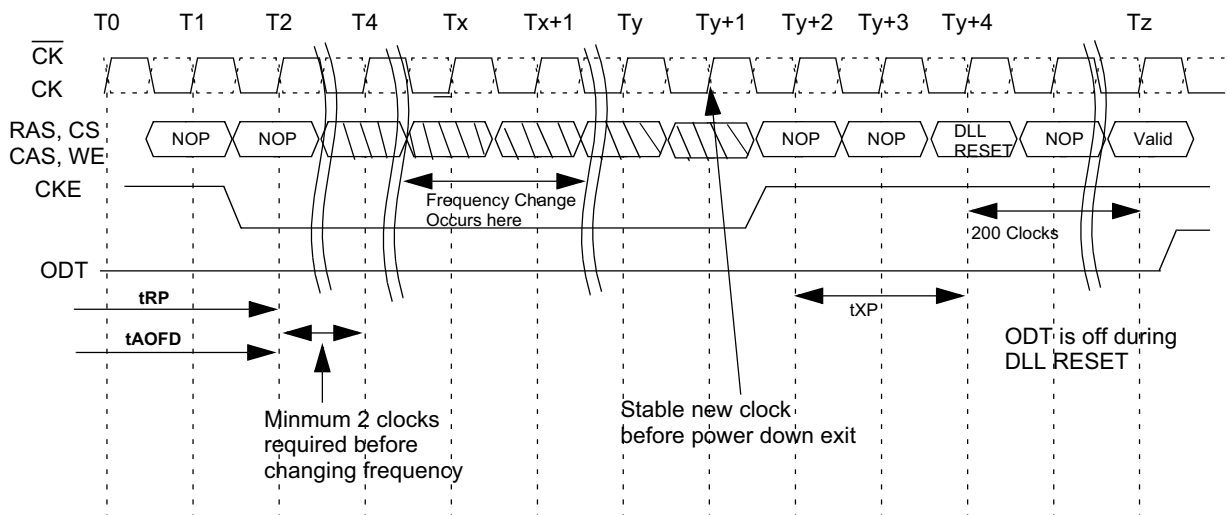 T0 T1 T2 T4 Tx Tx+1 Ty Ty+1 Ty+2 Ty+3 Ty+4 Tz
CK
CK
RAS, CS
CAS, WE
NOP NOP NOP NOP DLL RESET NOP Valid
CKE
Frequency Change
Occurs here
200 Clocks
ODT
tRP
tXP
tAOFD
ODT is off during
DLL RESET
Minmum 2 clocks
required before
changing frequency
Stable new clock
before power down exit